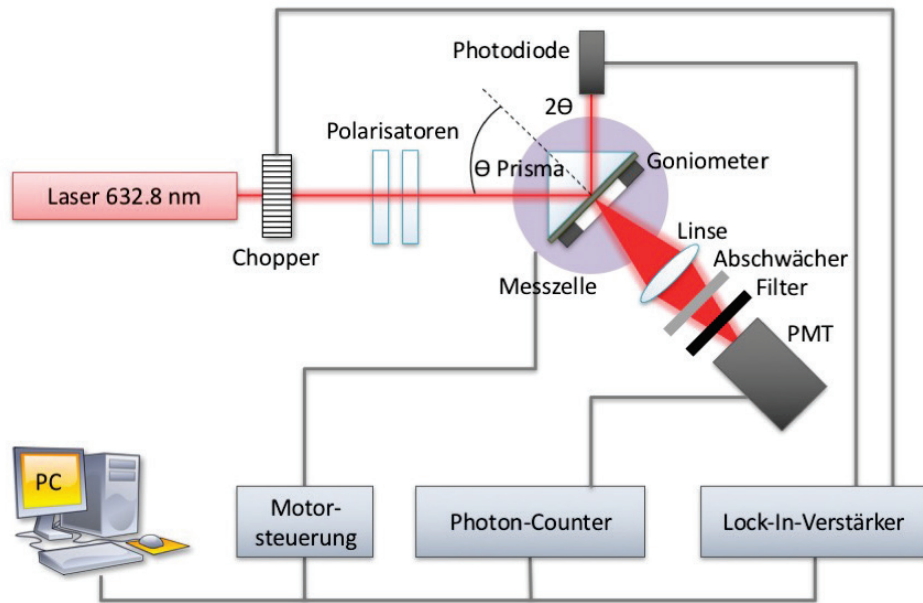 Photodiode
2Θ
Polarisatoren
Θ Prisma
Goniometer
Laser 632.8 nm
Linse
Chopper
Abschwächer
Messzelle
Filter
PMT
PC
Motor-
steuerung
Photon-Counter
Lock-In-Verstärker